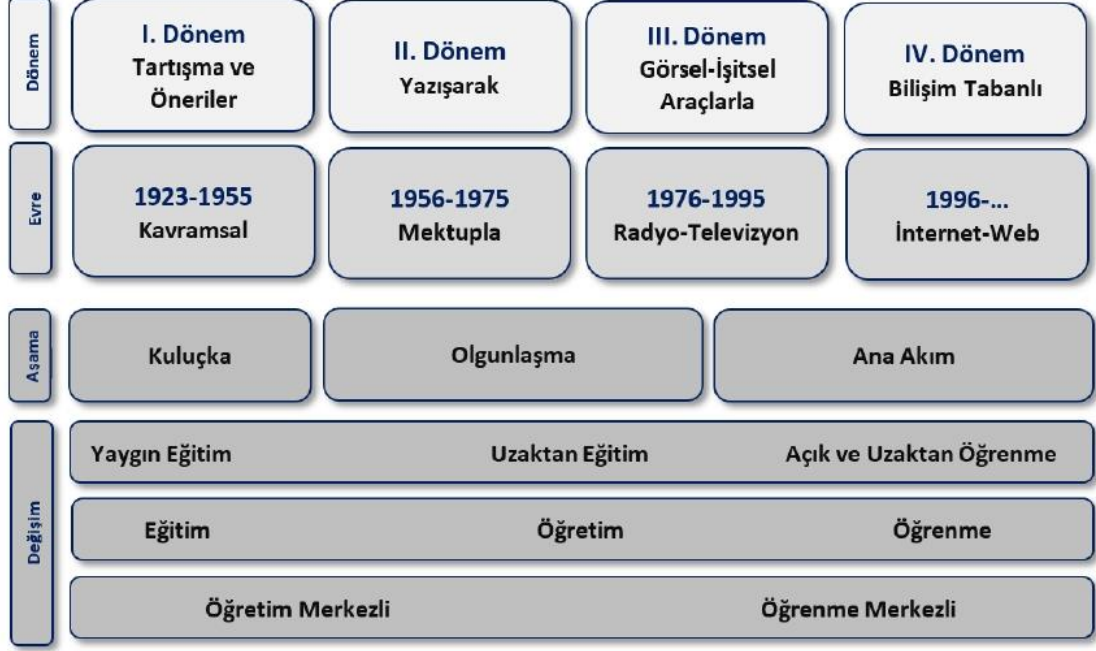 Dönem
I. Dönem
Tartışma ve
Öneriler
II. Dönem
Yazışarak
III. Dönem
Görsel-İşitsel
Araçlarla
IV. Dönem
Bilişim Tabanlı
Evre
1923-1955
Kavramsal
1956-1975
Mektupla
1976-1995
Radyo-Televizyon
1996-...
İnternet-Web
Aşama
Kuluçka
Olgunlaşma
Ana Akım
Değişim
Yaygın Eğitim
Uzaktan Eğitim
Açık ve Uzaktan Öğrenme
Eğitim
Öğretim
Öğrenme
Öğretim Merkezli
Öğrenme Merkezli